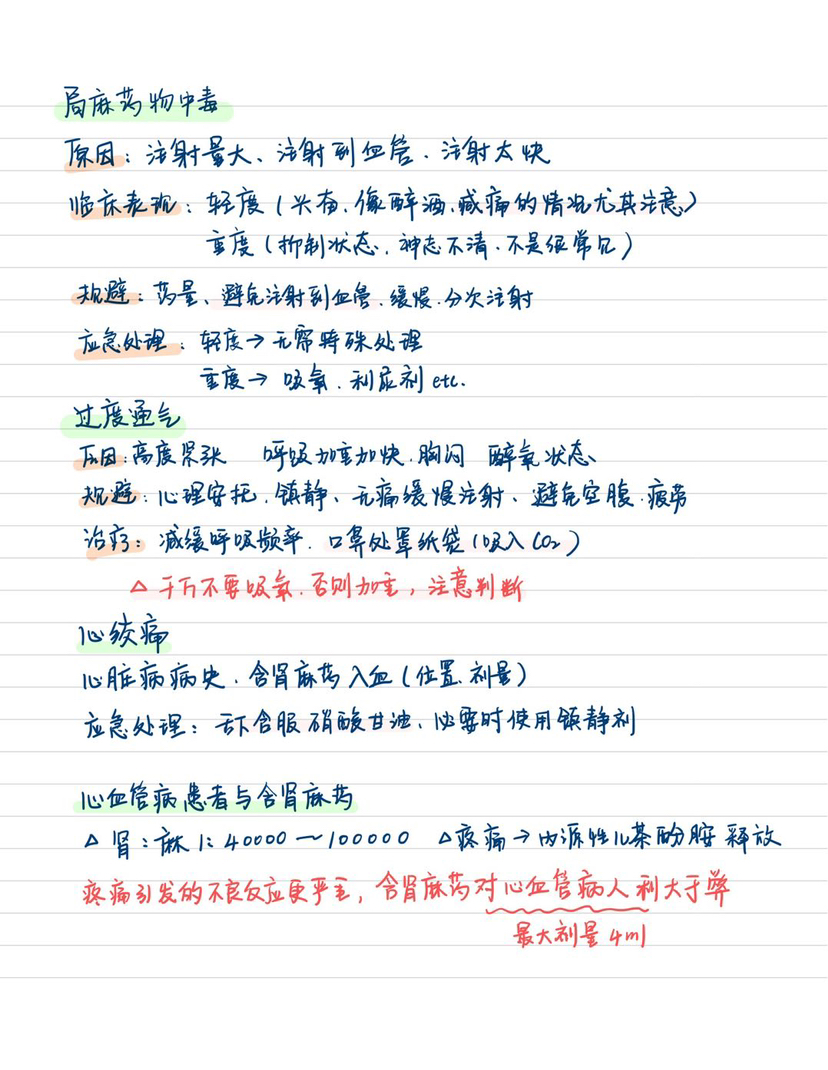 局麻药物中毒
原因：注射量大、注射到血管、注射太快
临床表现：轻度（兴奋、像醉酒、减痛的情况尤其注意）
重度（抑制状态、神志不清、不是很常见）
规避：药量、避免注射到血管、缓慢、分次注射
应急处理：轻度→无需特殊处理
重度→吸氧、利尿剂 etc.
过度通气
原因：高度紧张 呼吸加重加快、胸闷 醉氧状态
规避：心理安抚、镇静、无痛缓慢注射、避免空腹、疲劳
治疗：减缓呼吸频率、口鼻处罩纸袋（吸入CO₂）
△ 千万不要吸氧、否则加重，注意判断
心绞痛
心脏病病史、含肾麻药入血（位置、剂量）
应急处理：舌下含服硝酸甘油、必要时使用镇静剂
心血管病患者与含肾麻药
△ 肾：麻 1：40000～100000 △疼痛→内源性儿茶酚胺释放
疼痛引发的不良反应更严重，含肾麻药对心血管病人利大于弊
最大剂量 4ml